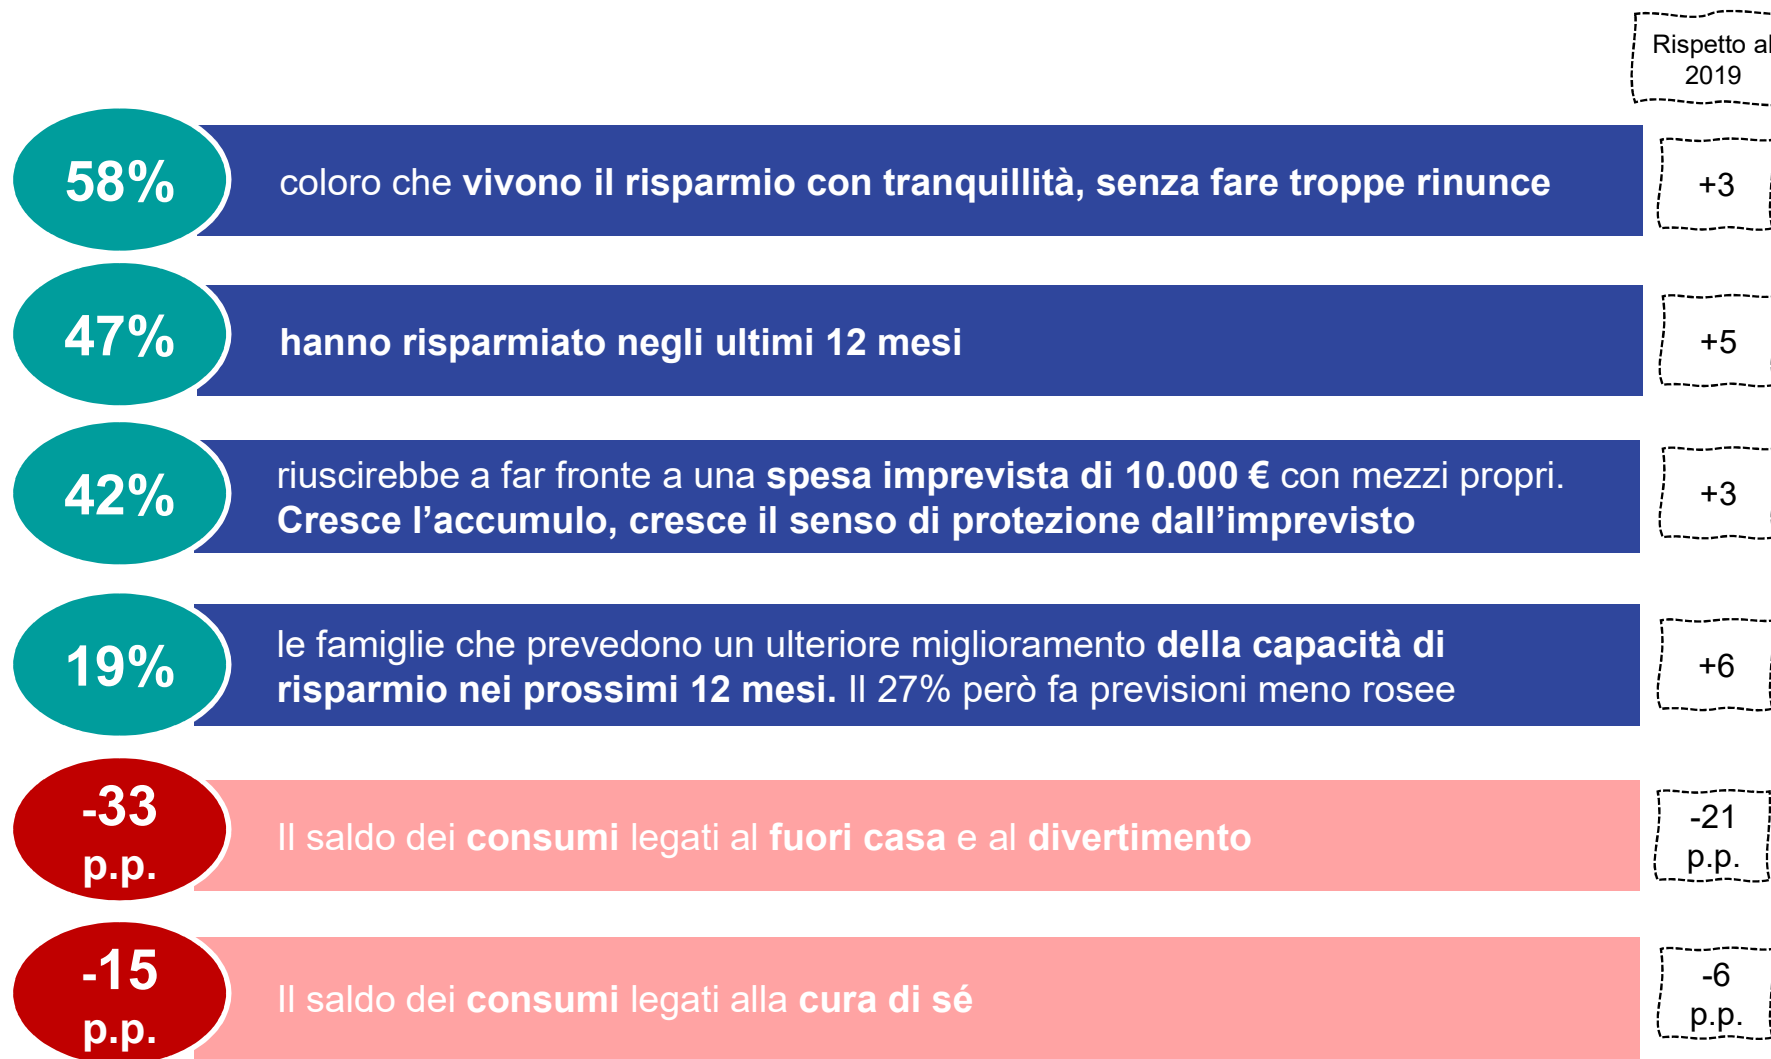 Rispetto al
2019
58%
coloro che vivono il risparmio con tranquillità, senza fare troppe rinunce
+3
47%
hanno risparmiato negli ultimi 12 mesi
+5
42%
riuscirebbe a far fronte a una spesa imprevista di 10.000 € con mezzi propri.
Cresce l’accumulo, cresce il senso di protezione dall’imprevisto
+3
19%
le famiglie che prevedono un ulteriore miglioramento della capacità di
risparmio nei prossimi 12 mesi. Il 27% però fa previsioni meno rosee
+6
-33
p.p.
Il saldo dei consumi legati al fuori casa e al divertimento
-21
p.p.
-15
p.p.
Il saldo dei consumi legati alla cura di sé
-6
p.p.